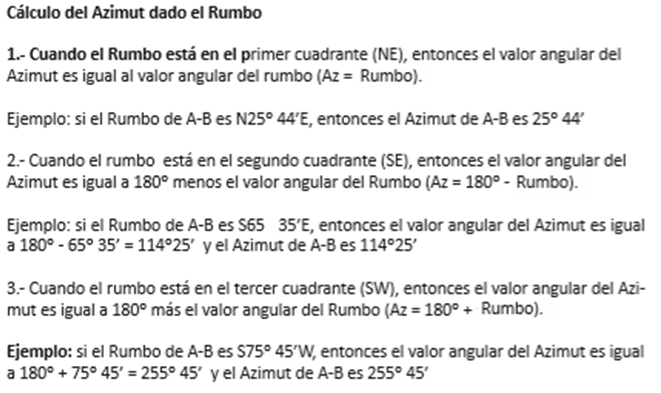 Cálculo del Azimut dado el Rumbo
1.- Cuando el Rumbo está en el primer cuadrante (NE), entonces el valor angular del
Azimut es igual al valor angular del rumbo (Az = Rumbo).
Ejemplo: si el Rumbo de A-B es N25° 44’E, entonces el Azimut de A-B es 25° 44’
2.- Cuando el rumbo está en el segundo cuadrante (SE), entonces el valor angular del
Azimut es igual a 180° menos el valor angular del Rumbo (Az = 180° - Rumbo).
Ejemplo: si el Rumbo de A-B es S65 35’E, entonces el valor angular del Azimut es igual
a 180° - 65° 35’ = 114°25’ y el Azimut de A-B es 114°25’
3.- Cuando el rumbo está en el tercer cuadrante (SW), entonces el valor angular del Azi-
mut es igual a 180° más el valor angular del Rumbo (Az = 180° + Rumbo).
Ejemplo: si el Rumbo de A-B es S75° 45’W, entonces el valor angular del Azimut es igual
a 180° + 75° 45’ = 255° 45’ y el Azimut de A-B es 255° 45’